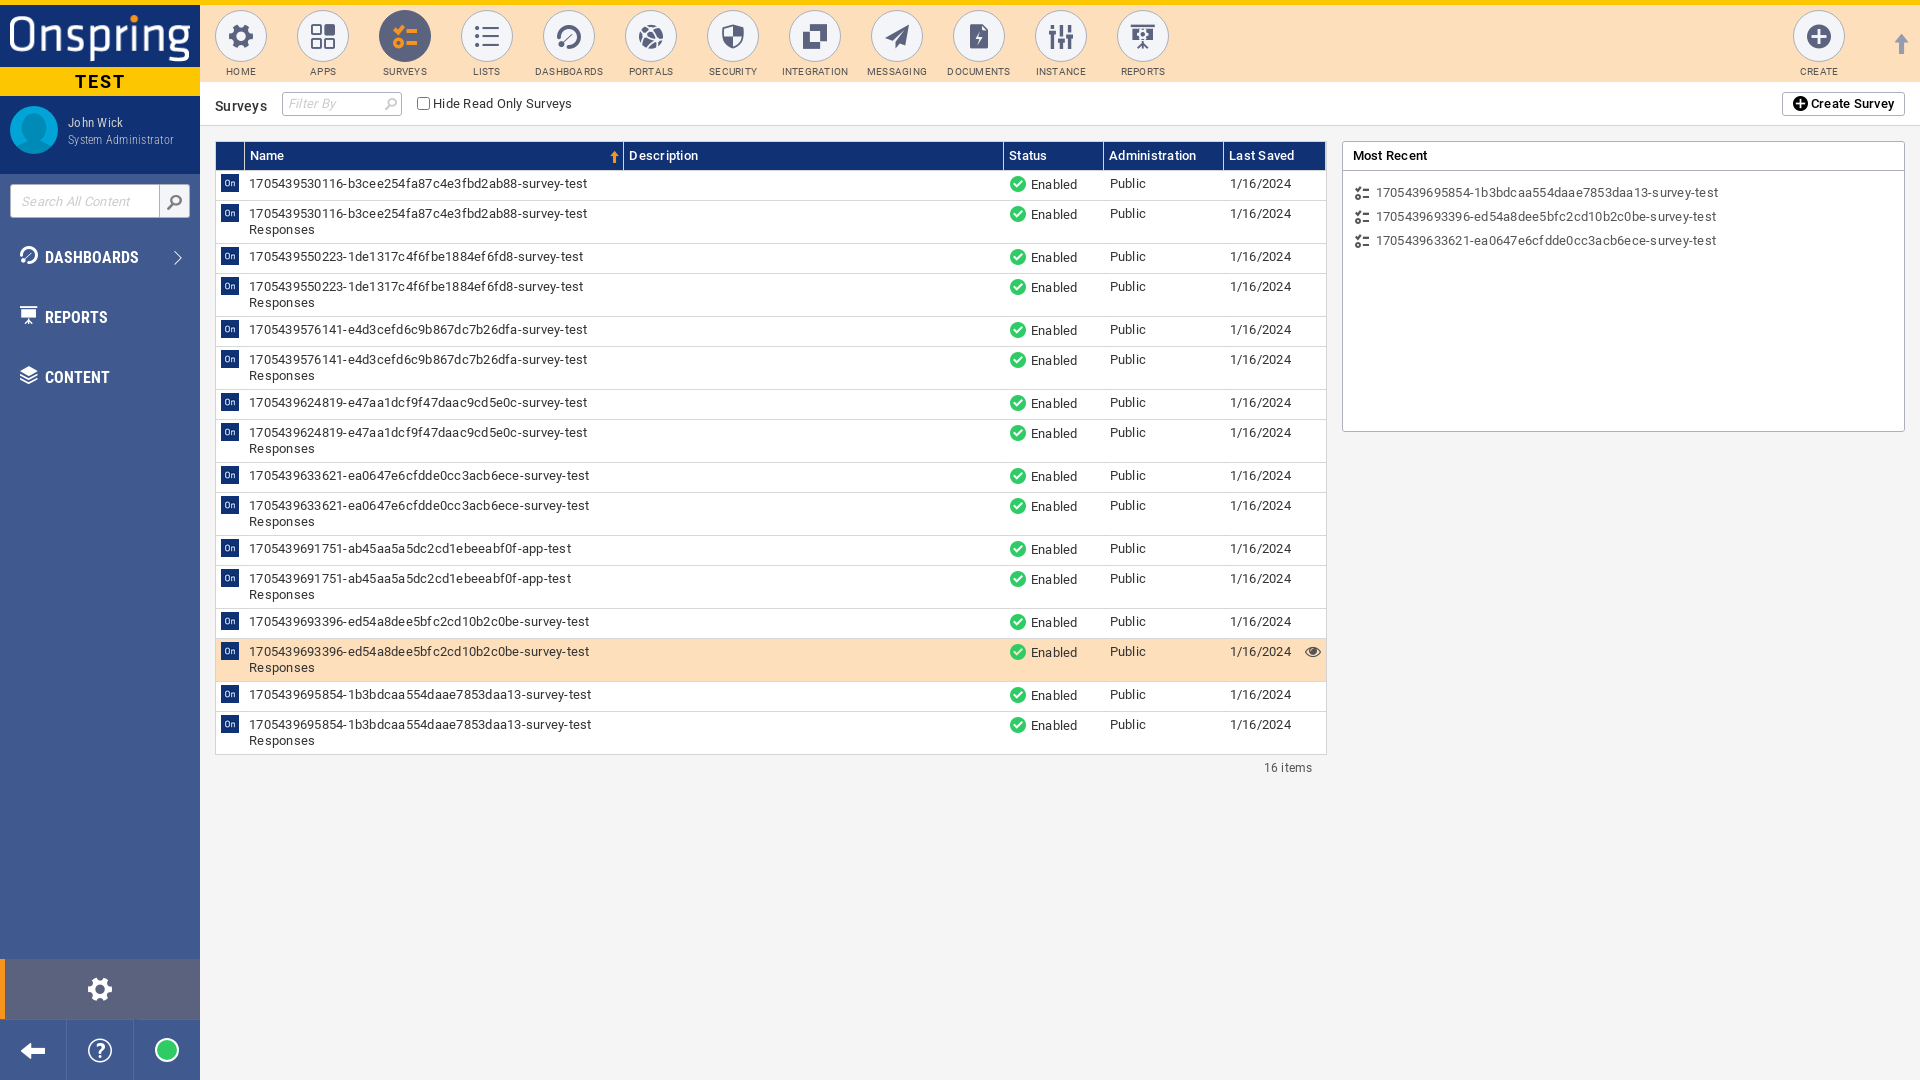 Onspring
TEST
John Wick
System Administrator
Search All Content
DASHBOARDS
REPORTS
CONTENT
HOME
APPS
SURVEYS
LISTS
DASHBOARDS
PORTALS
SECURITY
INTEGRATION
MESSAGING
DOCUMENTS
INSTANCE
REPORTS
CREATE
Surveys
Filter By
Hide Read Only Surveys
Create Survey
Name Description Status Administration Last Saved
On 1705439530116-b3cee254fa87c4e3fbd2ab88-survey-test Enabled Public 1/16/2024
On 1705439530116-b3cee254fa87c4e3fbd2ab88-survey-test Enabled Public 1/16/2024
Responses
On 1705439550223-1de1317c4f6fbe1884ef6fd8-survey-test Enabled Public 1/16/2024
On 1705439550223-1de1317c4f6fbe1884ef6fd8-survey-test Enabled Public 1/16/2024
Responses
On 1705439576141-e4d3cefd6c9b867dc7b26dfa-survey-test Enabled Public 1/16/2024
On 1705439576141-e4d3cefd6c9b867dc7b26dfa-survey-test Enabled Public 1/16/2024
Responses
On 1705439624819-e47aa1dcf9f47daac9cd5e0c-survey-test Enabled Public 1/16/2024
On 1705439624819-e47aa1dcf9f47daac9cd5e0c-survey-test Enabled Public 1/16/2024
Responses
On 1705439633621-ea0647e6cfdde0cc3acb6ece-survey-test Enabled Public 1/16/2024
On 1705439633621-ea0647e6cfdde0cc3acb6ece-survey-test Enabled Public 1/16/2024
Responses
On 1705439691751-ab45aa5a5dc2cd1ebeeabf0f-app-test Enabled Public 1/16/2024
On 1705439691751-ab45aa5a5dc2cd1ebeeabf0f-app-test Enabled Public 1/16/2024
Responses
On 1705439693396-ed54a8dee5bfc2cd10b2c0be-survey-test Enabled Public 1/16/2024
On 1705439693396-ed54a8dee5bfc2cd10b2c0be-survey-test Enabled Public 1/16/2024
Responses
On 1705439695854-1b3bdcaa554daae7853daa13-survey-test Enabled Public 1/16/2024
On 1705439695854-1b3bdcaa554daae7853daa13-survey-test Enabled Public 1/16/2024
Responses
16 items
Most Recent
1705439695854-1b3bdcaa554daae7853daa13-survey-test
1705439693396-ed54a8dee5bfc2cd10b2c0be-survey-test
1705439633621-ea0647e6cfdde0cc3acb6ece-survey-test